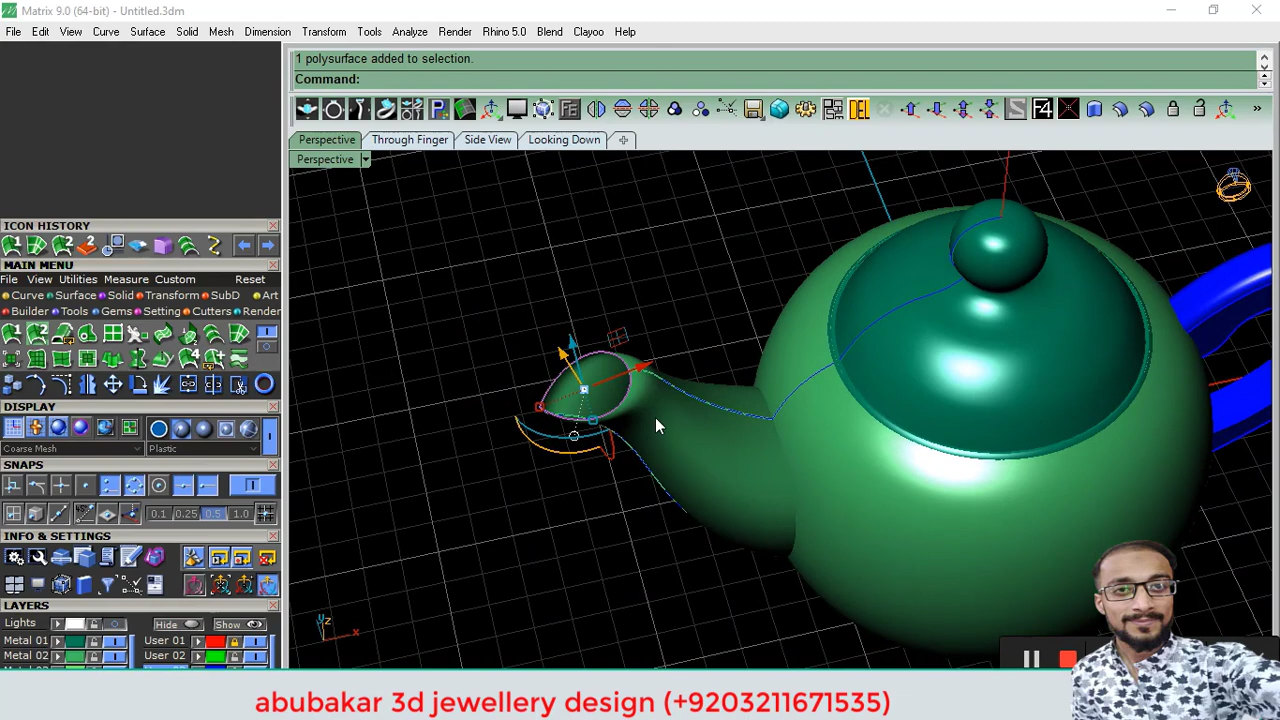 Matrix 9.0 (64-bit) - Untitled.3dm
File Edit View Curve Surface Solid Mesh Dimension Transform Tools Analyze Render Rhino 5.0 Blend Clayoo Help
1 polysurface added to selection.
Command:
F4
DEL
Perspective Through Finger Side View Looking Down
Perspective
ICON HISTORY
MAIN MENU
File View Utilities Measure Custom Reset
Curve Surface Solid Transform SubD Art
Builder Tools Gems Setting Cutters Render
DISPLAY
Coarse Mesh Plastic
SNAPS
0.1 0.25 0.5 1.0
INFO & SETTINGS
LAYERS
Lights Hide Show
Metal 01 User 01
Metal 02 User 02
z
y
x
abubakar 3d jewellery design (+9203211671535)